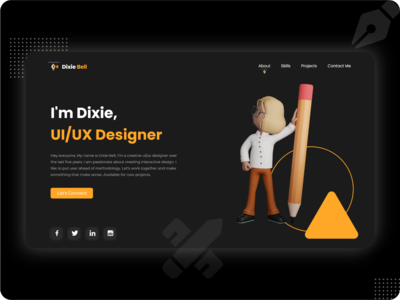 Dixie Bell
About Skills Projects Contact Me
I'm Dixie,
UI/UX Designer
Hey everyone, My name is Dixie Bell, I'm a creative ui/ux designer over
the last five years. I am passionate about creating interactive design. I
like to put user ahead of methodology. Let's work together and make
something that make sense. Available for new projects.
Let's Connect